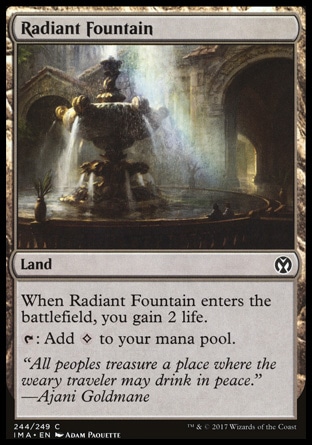 Radiant Fountain
Land
When Radiant Fountain enters the
battlefield, you gain 2 life.
: Add to your mana pool.
“All peoples treasure a place where the
weary traveler may drink in peace.”
—Ajani Goldmane
244/249 C
IMA • EN Adam Paquette
™ & © 2017 Wizards of the Coast